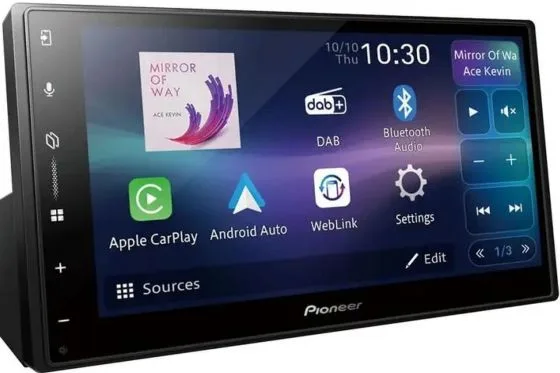 10/10
Thu
10:30
Mirror Of Wa
Ace Kevin
MIRROR
OF
WAY
ACE KEVIN
dab+
DAB
Bluetooth
Audio
Apple CarPlay
Android Auto
WebLink
Settings
Sources
Edit
1/3
Pioneer